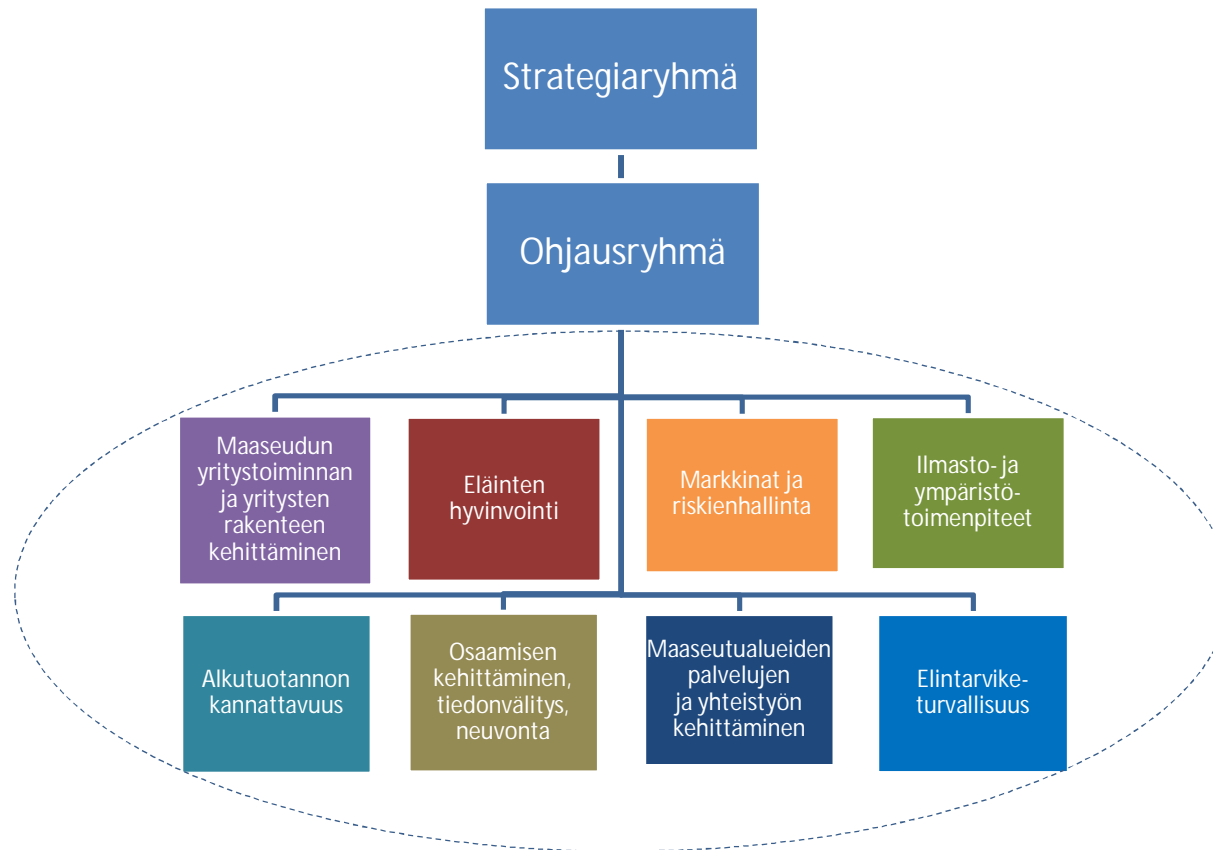 Strategiaryhmä
Ohjausryhmä
Maaseudun
yritystoiminnan
ja yritysten
rakenteen
kehittäminen
Eläinten
hyvinvointi
Markkinat ja
riskienhallinta
Ilmasto- ja
ympäristö-
toimenpiteet
Alkutuotannon
kannattavuus
Osaamisen
kehittäminen,
tiedonvälitys,
neuvonta
Maaseutualueiden
palvelujen
ja yhteistyön
kehittäminen
Elintarvike-
turvallisuus